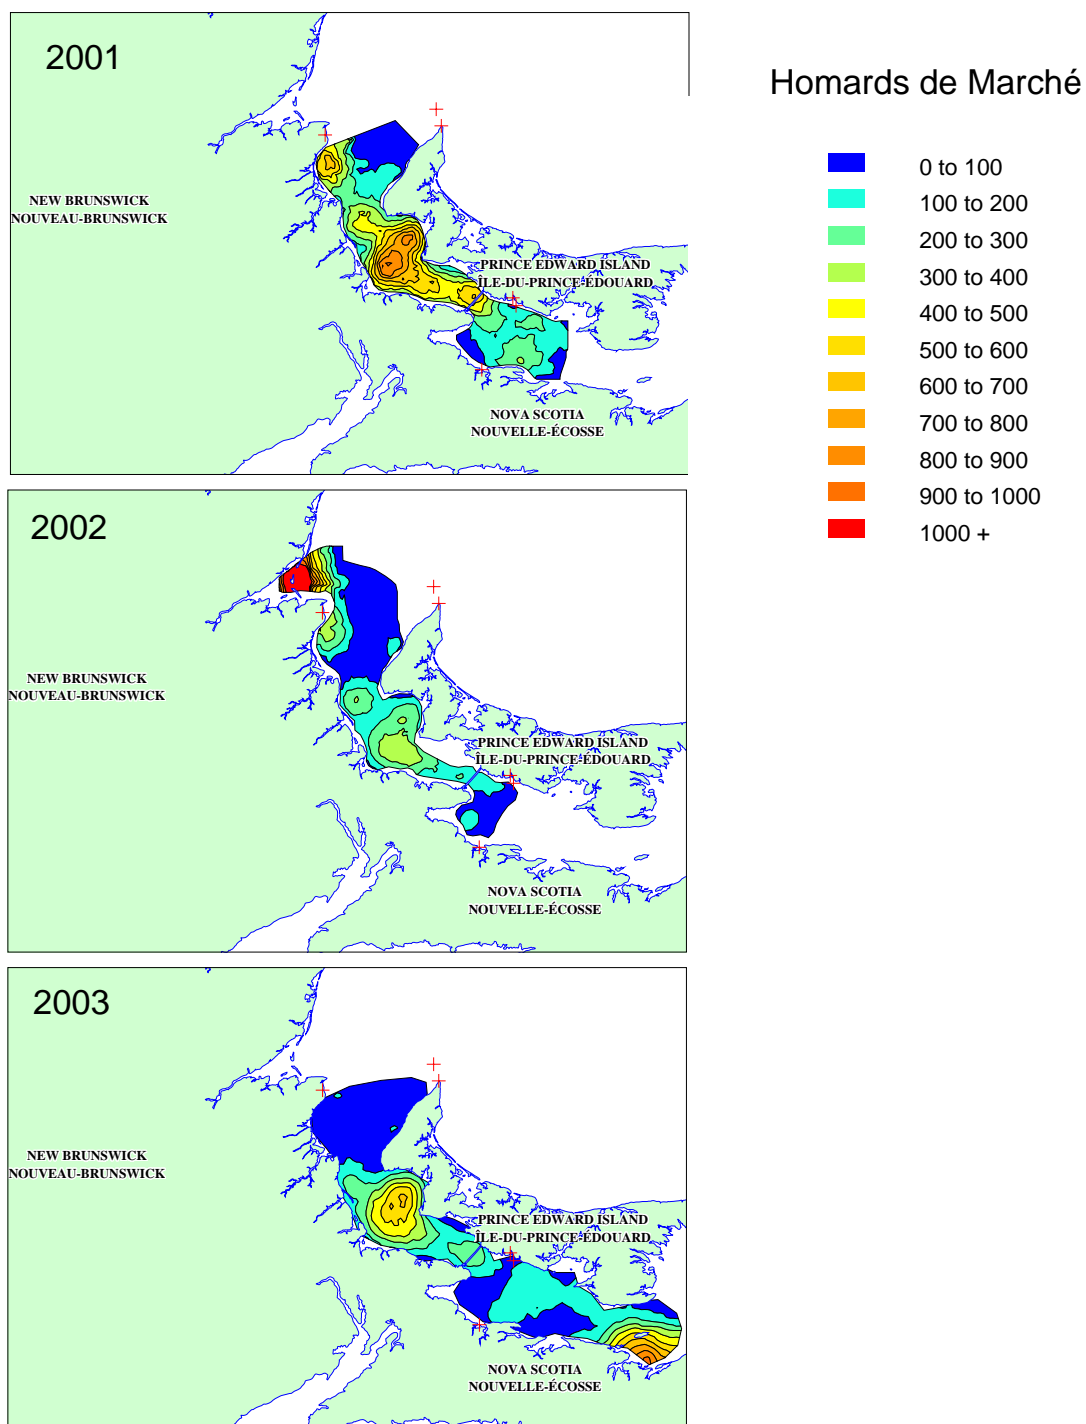 2001
Homards de Marché
0 to 100
100 to 200
200 to 300
300 to 400
400 to 500
500 to 600
600 to 700
700 to 800
800 to 900
900 to 1000
1000 +
NEW BRUNSWICK
NOUVEAU-BRUNSWICK
PRINCE EDWARD ISLAND
ÎLE-DU-PRINCE-ÉDOUARD
NOVA SCOTIA
NOUVELLE-ÉCOSSE
2002
NEW BRUNSWICK
NOUVEAU-BRUNSWICK
PRINCE EDWARD ISLAND
ÎLE-DU-PRINCE-ÉDOUARD
NOVA SCOTIA
NOUVELLE-ÉCOSSE
2003
NEW BRUNSWICK
NOUVEAU-BRUNSWICK
PRINCE EDWARD ISLAND
ÎLE-DU-PRINCE-ÉDOUARD
NOVA SCOTIA
NOUVELLE-ÉCOSSE